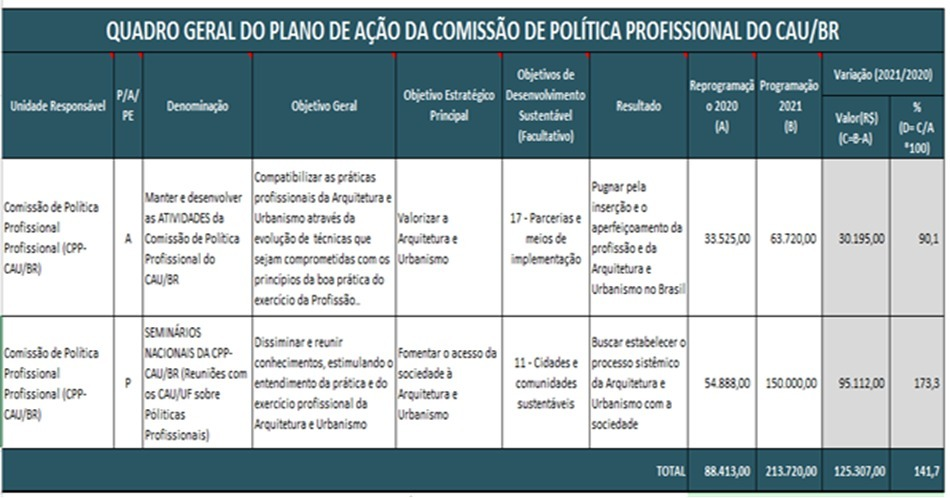 QUADRO GERAL DO PLANO DE AÇÃO DA COMISSÃO DE POLÍTICA PROFISSIONAL DO CAU/BR
Unidade Responsável
P/A/
PE
Denominação
Objetivo Geral
Objetivo Estratégico
Principal
Objetivos de
Desenvolvimento
Sustentável
(Facultativo)
Resultado
Reprogramaçã
o 2020
(A)
Programação
2021
(B)
Variação (2021/2020)
Valor(R$)
(C=B-A)
%
(D= C/A
*100)
Comissão de Política
Profissional
Profissional (CPP-
CAU/BR)
A
Manter e desenvolver
as ATIVIDADES da
Comissão de Política
Profissional do
CAU/BR
Compatibilizar as práticas
profissionais da Arquitetura e
Urbanismo através da
evolução de técnicas que
sejam comprometidas com os
princípios da boa prática do
exercício da Profissão..
Valorizar a
Arquitetura e
Urbanismo
17 - Parcerias e
meios de
implementação
Pugnar pela
inserção e o
aperfeiçoamento da
profissão e da
Arquitetura e
Urbanismo no Brasil
33.525,00
63.720,00
30.195,00
90,1
Comissão de Política
Profissional
Profissional (CPP-
CAU/BR)
P
SEMINÁRIOS
NACIONAIS DA CPP-
CAU/BR (Reuniões com
os CAU/UF sobre
Póliticas
Profissionais)
Disseminar e reunir
conhecimentos, estimulando o
entendimento da prática e do
exercício profissional da
Arquitetura e Urbanismo
Fomentar o acesso da
sociedade à
Arquitetura e
Urbanismo
11 - Cidades e
comunidades
sustentáveis
Buscar estabelecer o
processo sistêmico
da Arquitetura e
Urbanismo com a
sociedade
54.888,00
150.000,00
95.112,00
173,3
TOTAL
88.413,00
213.720,00
125.307,00
141,7